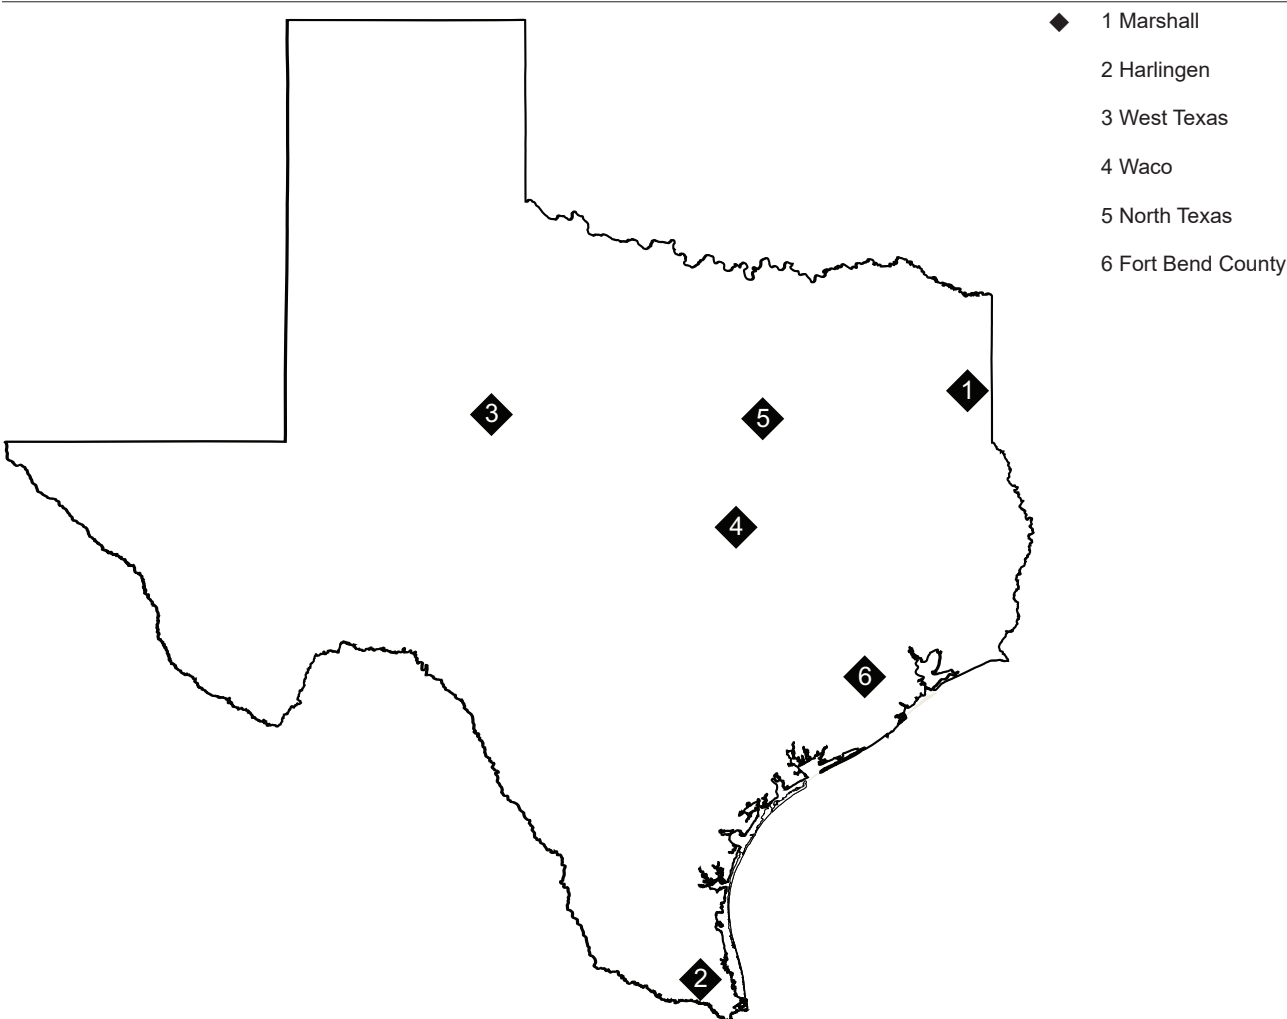 1 Marshall
2 Harlingen
3 West Texas
4 Waco
5 North Texas
6 Fort Bend County
1
3
5
4
6
2